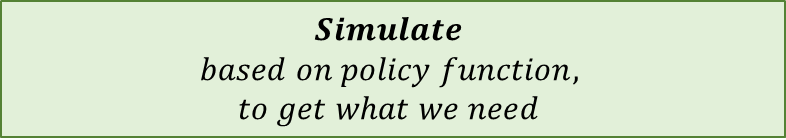 Simulate
based on policy function,
to get what we need